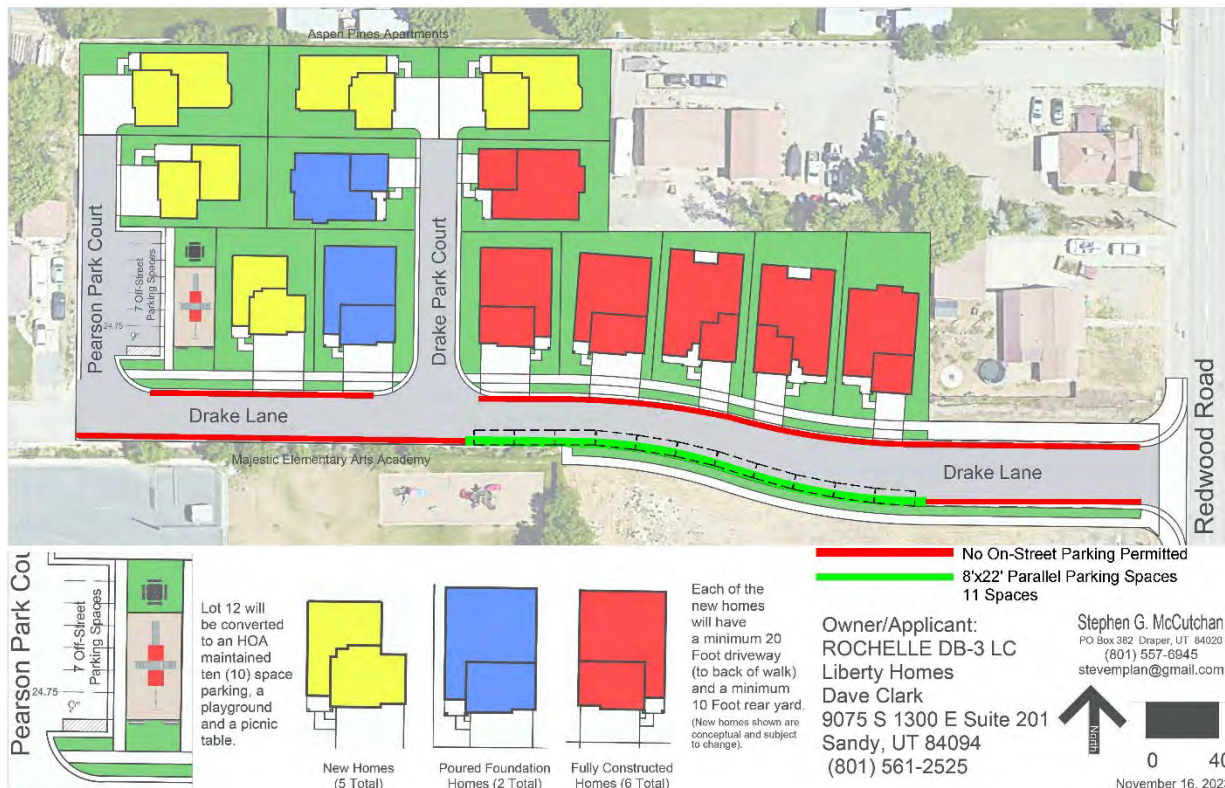 Aspen Pines Apartments
Pearson Park Court
7 Off-Street
Parking Spaces
24.75
9'
Drake Park Court
Drake Lane
Majestic Elementary Arts Academy
Drake Lane
Redwood Road
Pearson Park Cou
7 Off-Street
Parking Spaces
24.75
9'
Lot 12 will
be converted
to an HOA
maintained
ten (10) space
parking, a
playground
and a picnic
table.
New Homes
(5 Total)
Poured Foundation
Homes (2 Total)
Fully Constructed
Homes (6 Total)
Each of the
new homes
will have
a minimum 20
Foot driveway
(to back of walk)
and a minimum
10 Foot rear yard.
(New homes shown are
conceptual and subject
to change).
No On-Street Parking Permitted
8'x22' Parallel Parking Spaces
11 Spaces
Owner/Applicant:
ROCHELLE DB-3 LC
Liberty Homes
Dave Clark
9075 S 1300 E Suite 201
Sandy, UT 84094
(801) 561-2525
Stephen G. McCutchan
PO Box 382 Draper, UT 84020
(801) 557-6945
stevemplan@gmail.com
North
0 40
November 16, 202